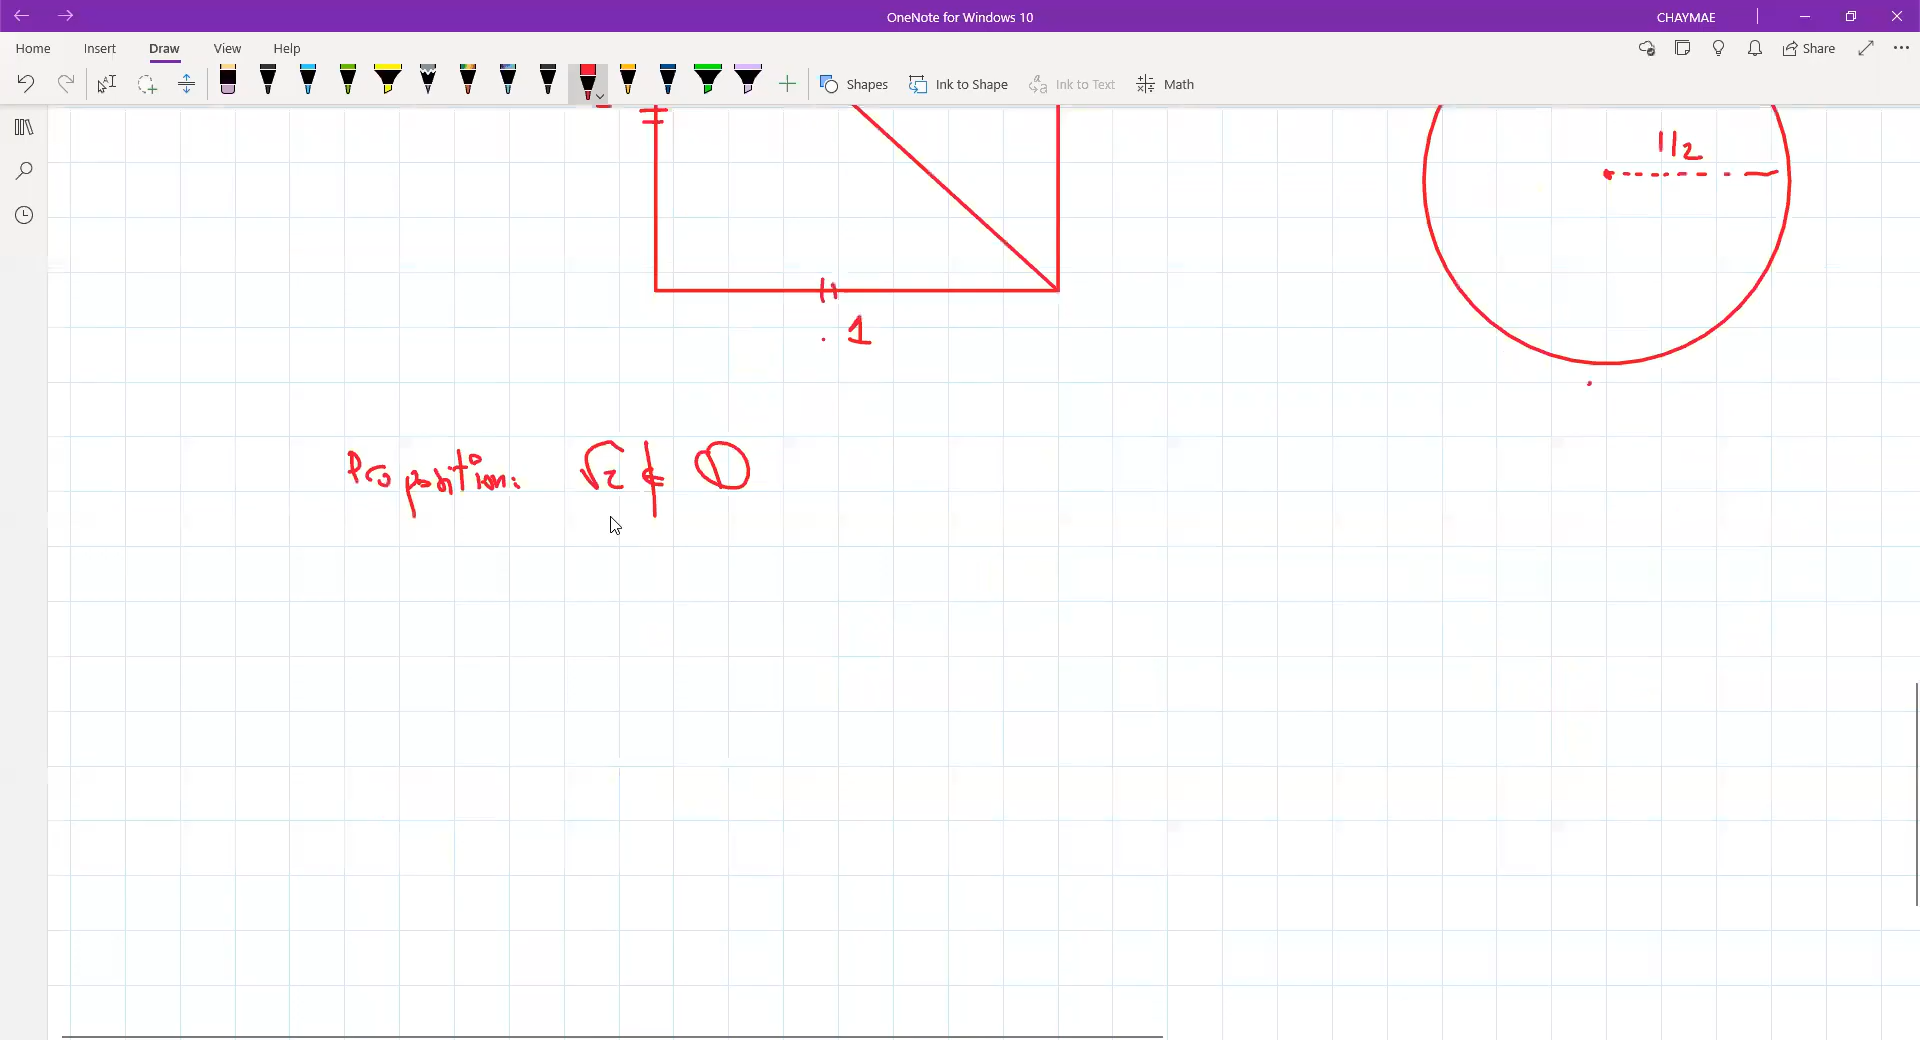 OneNote for Windows 10
CHAYMAE
Home Insert Draw View Help
Share
Shapes
Ink to Shape
Ink to Text
Math
1/2
1
Proposition: √2 ∉ ℚ